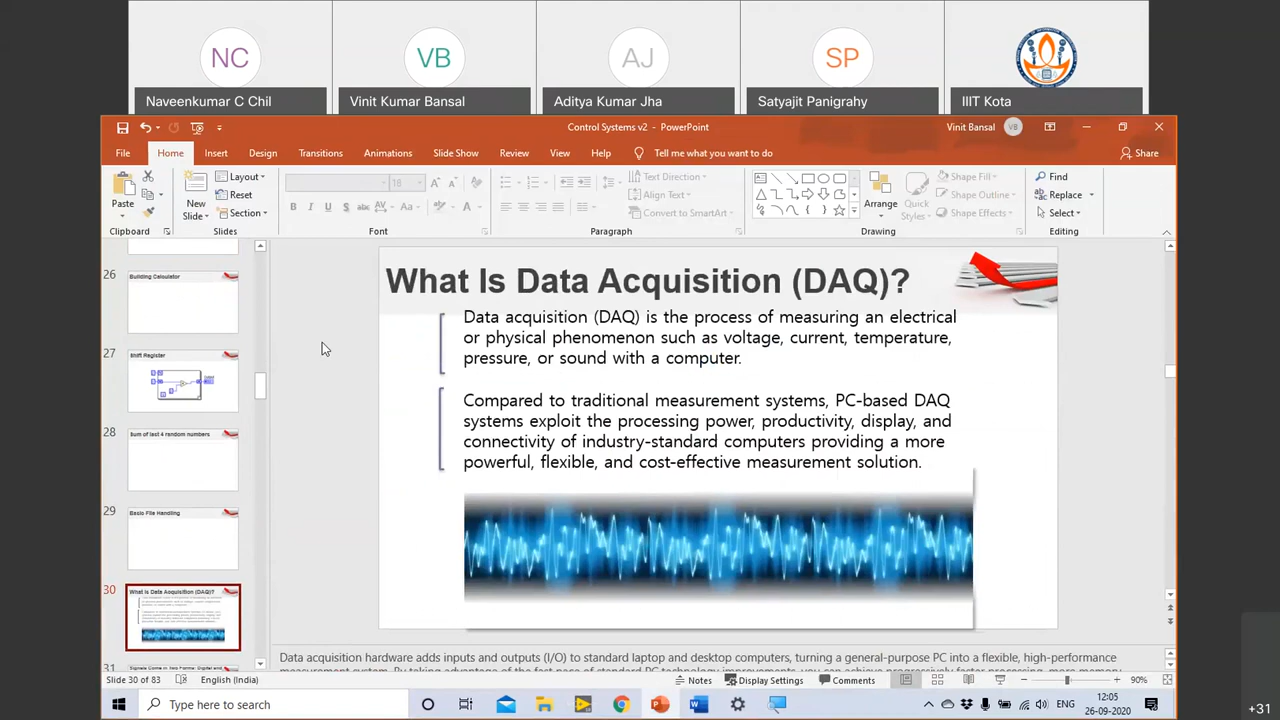 NC
VB
AJ
SP
Naveenkumar C Chil
Vinit Kumar Bansal
Aditya Kumar Jha
Satyajit Panigrahy
IIIT Kota
Control Systems v2 - PowerPoint
Vinit Bansal
VB
File
Home
Insert
Design
Transitions
Animations
Slide Show
Review
View
Help
Tell me what you want to do
Share
Paste
New
Slide
Layout
Reset
Section
18
Text Direction
Align Text
Convert to SmartArt
Arrange
Quick
Styles
Shape Fill
Shape Outline
Shape Effects
Find
Replace
Select
Clipboard
Slides
Font
Paragraph
Drawing
Editing
26
Building Calculator
27
Shift Register
28
Sum of last 4 random numbers
29
Basic File Handling
30
What Is Data Acquisition (DAQ)?
31
Signals Come in Two Forms: Digital and
What Is Data Acquisition (DAQ)?
Data acquisition (DAQ) is the process of measuring an electrical
or physical phenomenon such as voltage, current, temperature,
pressure, or sound with a computer.
Compared to traditional measurement systems, PC-based DAQ
systems exploit the processing power, productivity, display, and
connectivity of industry-standard computers providing a more
powerful, flexible, and cost-effective measurement solution.
Data acquisition hardware adds inputs and outputs (I/O) to standard laptop and desktop computers, turning a general-purpose PC into a flexible, high-performance
Slide 30 of 83
English (India)
Notes
Display Settings
Comments
90%
Type here to search
ENG
12:05
26-09-2020
+31